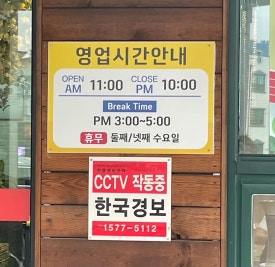 영업시간안내
OPEN AM 11:00 CLOSE PM 10:00
Break Time
PM 3:00~5:00
휴무 둘째/넷째 수요일
CCTV 작동중
한국경보
1577-5112